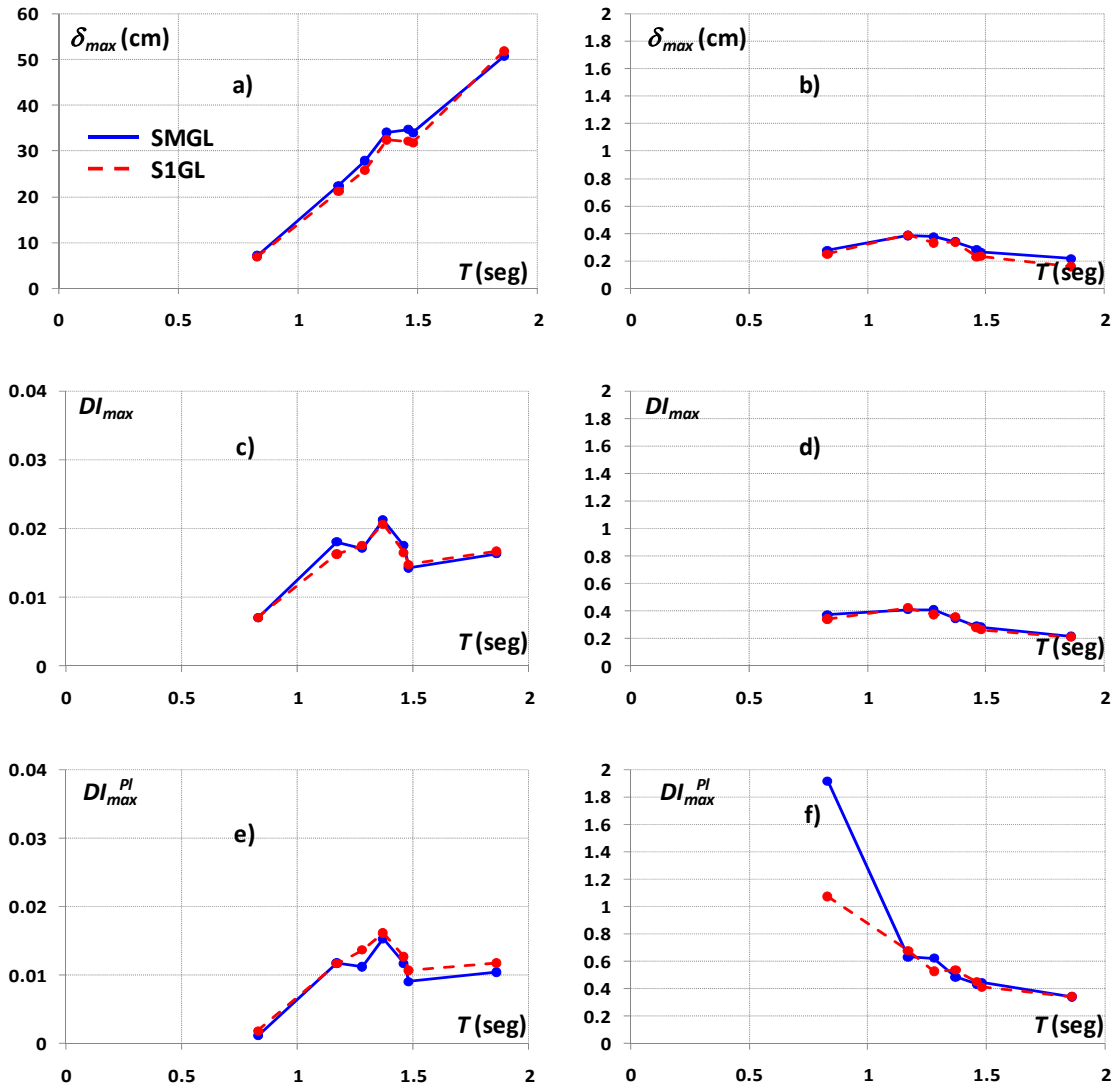 60
50
40
30
20
10
0
δmax (cm)
a)
SMGL
S1GL
T (seg)
0 0.5 1 1.5 2
2
1.8
1.6
1.4
1.2
1
0.8
0.6
0.4
0.2
0
δmax (cm)
b)
T (seg)
0 0.5 1 1.5 2
0.04
0.03
0.02
0.01
0
DImax
c)
T (seg)
0 0.5 1 1.5 2
2
1.8
1.6
1.4
1.2
1
0.8
0.6
0.4
0.2
0
DImax
d)
T (seg)
0 0.5 1 1.5 2
0.04
0.03
0.02
0.01
0
DImax Pl
e)
T (seg)
0 0.5 1 1.5 2
2
1.8
1.6
1.4
1.2
1
0.8
0.6
0.4
0.2
0
DImax Pl
f)
T (seg)
0 0.5 1 1.5 2